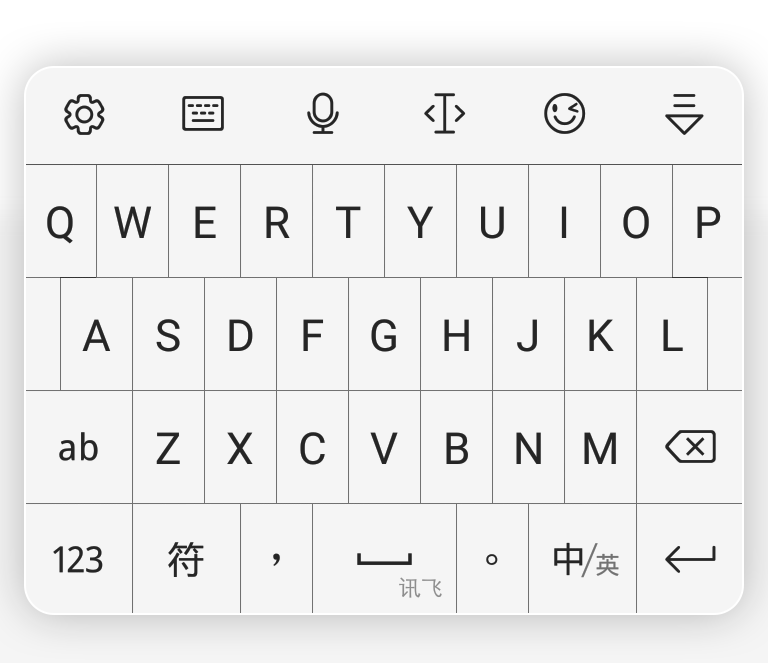 Q W E R T Y U I O P
A S D F G H J K L
ab Z X C V B N M
123 符 ， 。 中/英
讯飞